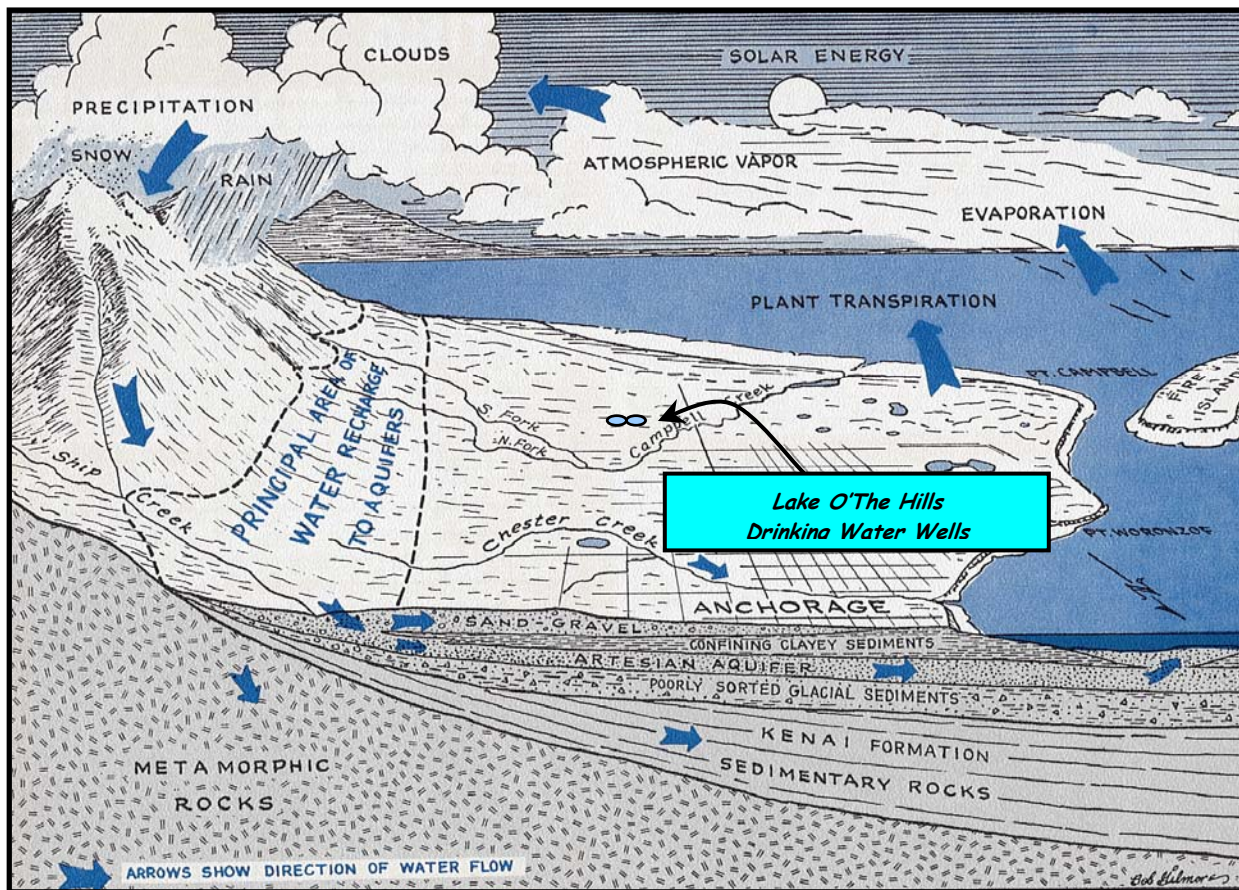 CLOUDS
SOLAR ENERGY
PRECIPITATION
SNOW
RAIN
ATMOSPHERIC VAPOR
EVAPORATION
PLANT TRANSPIRATION
PT. CAMPBELL
FIRE
ISLAND
PRINCIPAL AREA OF
WATER RECHARGE
TO AQUIFERS
S. Fork
N. Fork
Campbell Creek
Ship
Creek
Lake O'The Hills
Drinking Water Wells
Chester Creek
PT. WORONZOF
ANCHORAGE
SAND-GRAVEL
CONFINING CLAYEY SEDIMENTS
ARTESIAN AQUIFER
POORLY SORTED GLACIAL SEDIMENTS
KENAI FORMATION
SEDIMENTARY ROCKS
METAMORPHIC
ROCKS
ARROWS SHOW DIRECTION OF WATER FLOW
Bob Gilmore